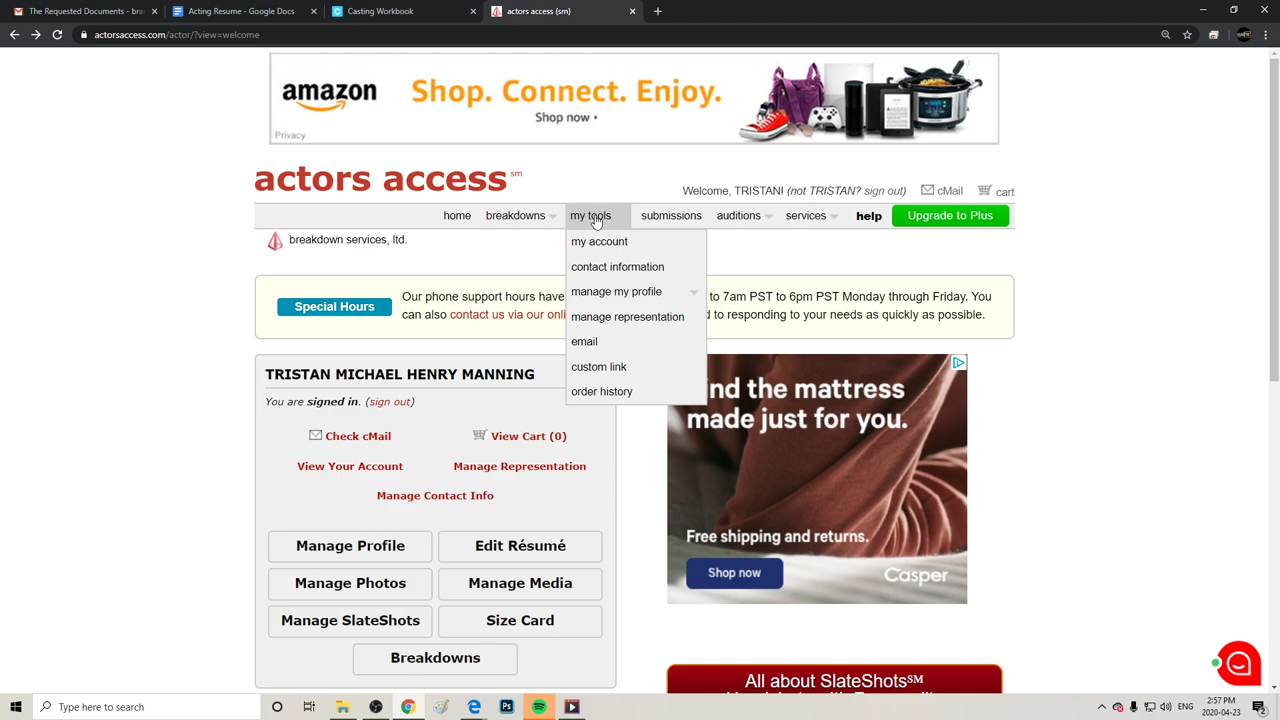 The Requested Documents - bran
Acting Resume - Google Docs
Casting Workbook
actors access (sm)
actorsaccess.com/actor/?view=welcome
amazon
Shop. Connect. Enjoy.
Shop now
Privacy
actors access sm
Welcome, TRISTAN! (not TRISTAN? sign out) cMail cart
home breakdowns my tools submissions auditions services help Upgrade to Plus
breakdown services, ltd.
my account
contact information
manage my profile
manage representation
email
custom link
order history
Special Hours
Our phone support hours have to 7am PST to 6pm PST Monday through Friday. You
can also contact us via our onli d to responding to your needs as quickly as possible.
TRISTAN MICHAEL HENRY MANNING
You are signed in. (sign out)
Check cMail View Cart (0)
View Your Account Manage Representation
Manage Contact Info
Manage Profile Edit Résumé
Manage Photos Manage Media
Manage SlateShots Size Card
Breakdowns
nd the mattress
made just for you.
Free shipping and returns.
Shop now
Casper
All about SlateShots℠
Type here to search
ENG
2:57 PM
2020-04-23
2